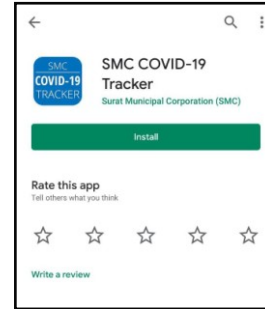 SMC
COVID-19
TRACKER
SMC COVID-19
Tracker
Surat Municipal Corporation (SMC)
Install
Rate this app
Tell others what you think
Write a review